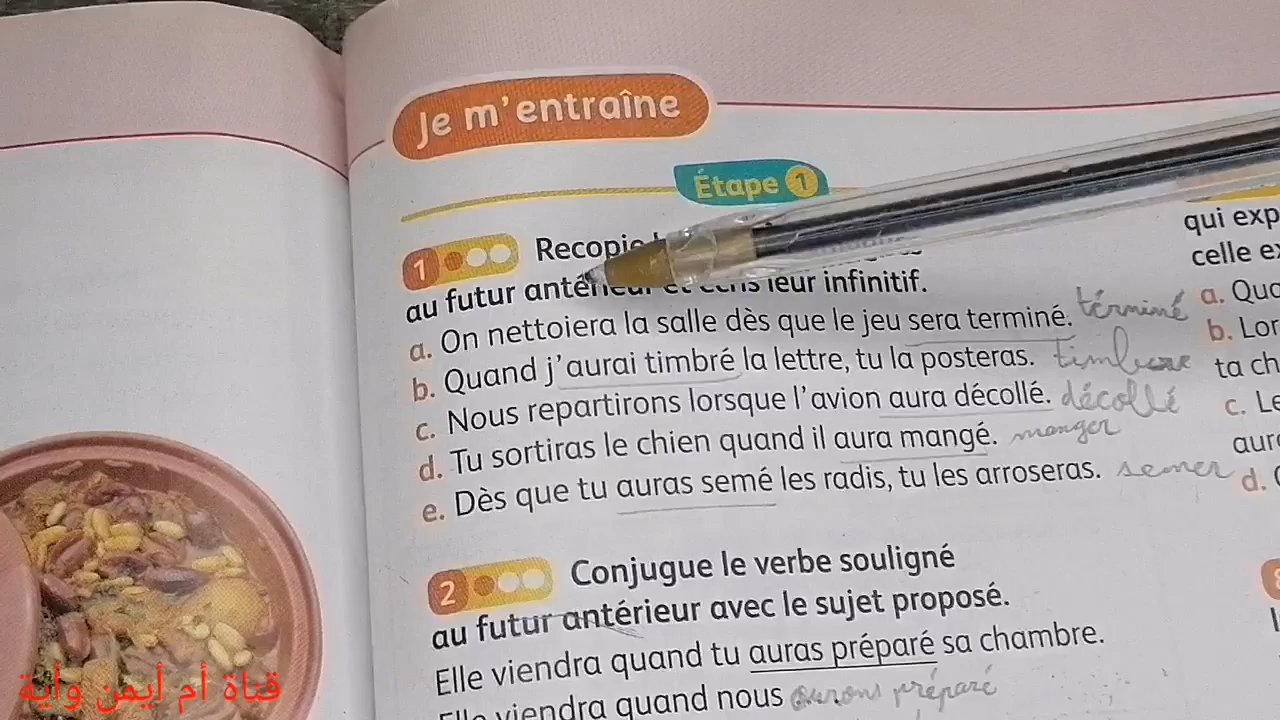 Je m'entraîne
Étape 1
1 Recopie
au futur antérieur et écris leur infinitif.
a. On nettoiera la salle dès que le jeu sera terminé. términé
b. Quand j'aurai timbré la lettre, tu la posteras.
c. Nous repartirons lorsque l'avion aura décollé. décollé
d. Tu sortiras le chien quand il aura mangé. manger
e. Dès que tu auras semé les radis, tu les arroseras. semer
2 Conjugue le verbe souligné
au futur antérieur avec le sujet proposé.
Elle viendra quand tu auras préparé sa chambre.
Elle viendra quand nous aurons préparé
qui exp
celle e
a. Quo
b. Lor
ta ch
c. Le
aur
d.
قناة أم أيمن وأية